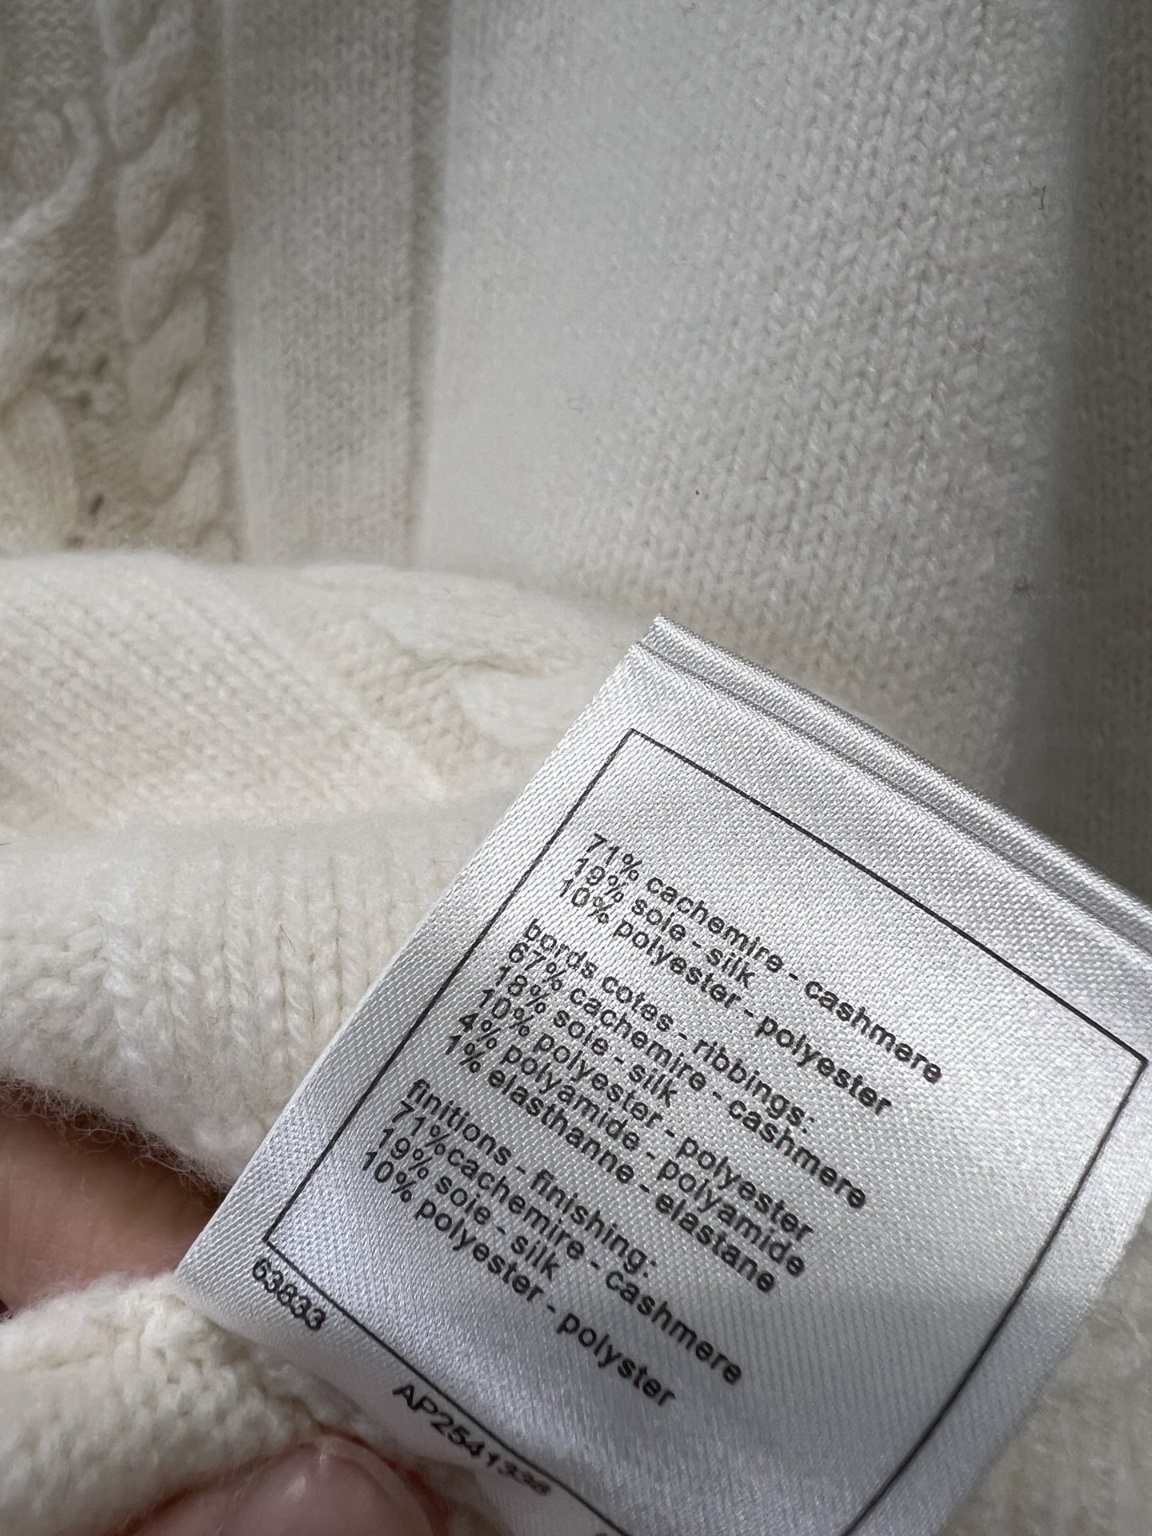 71% cachemire - cashmere
19% soie - silk
10% polyester - polyester
bords cotes - ribbings:
67% cachemire - cashmere
18% soie - silk
10% polyester - polyester
4% polyamide - polyamide
1% elasthanne - elastane
finitions - finishing:
71%cachemire - cashmere
19% soie - silk
10% polyester - polyster
63833